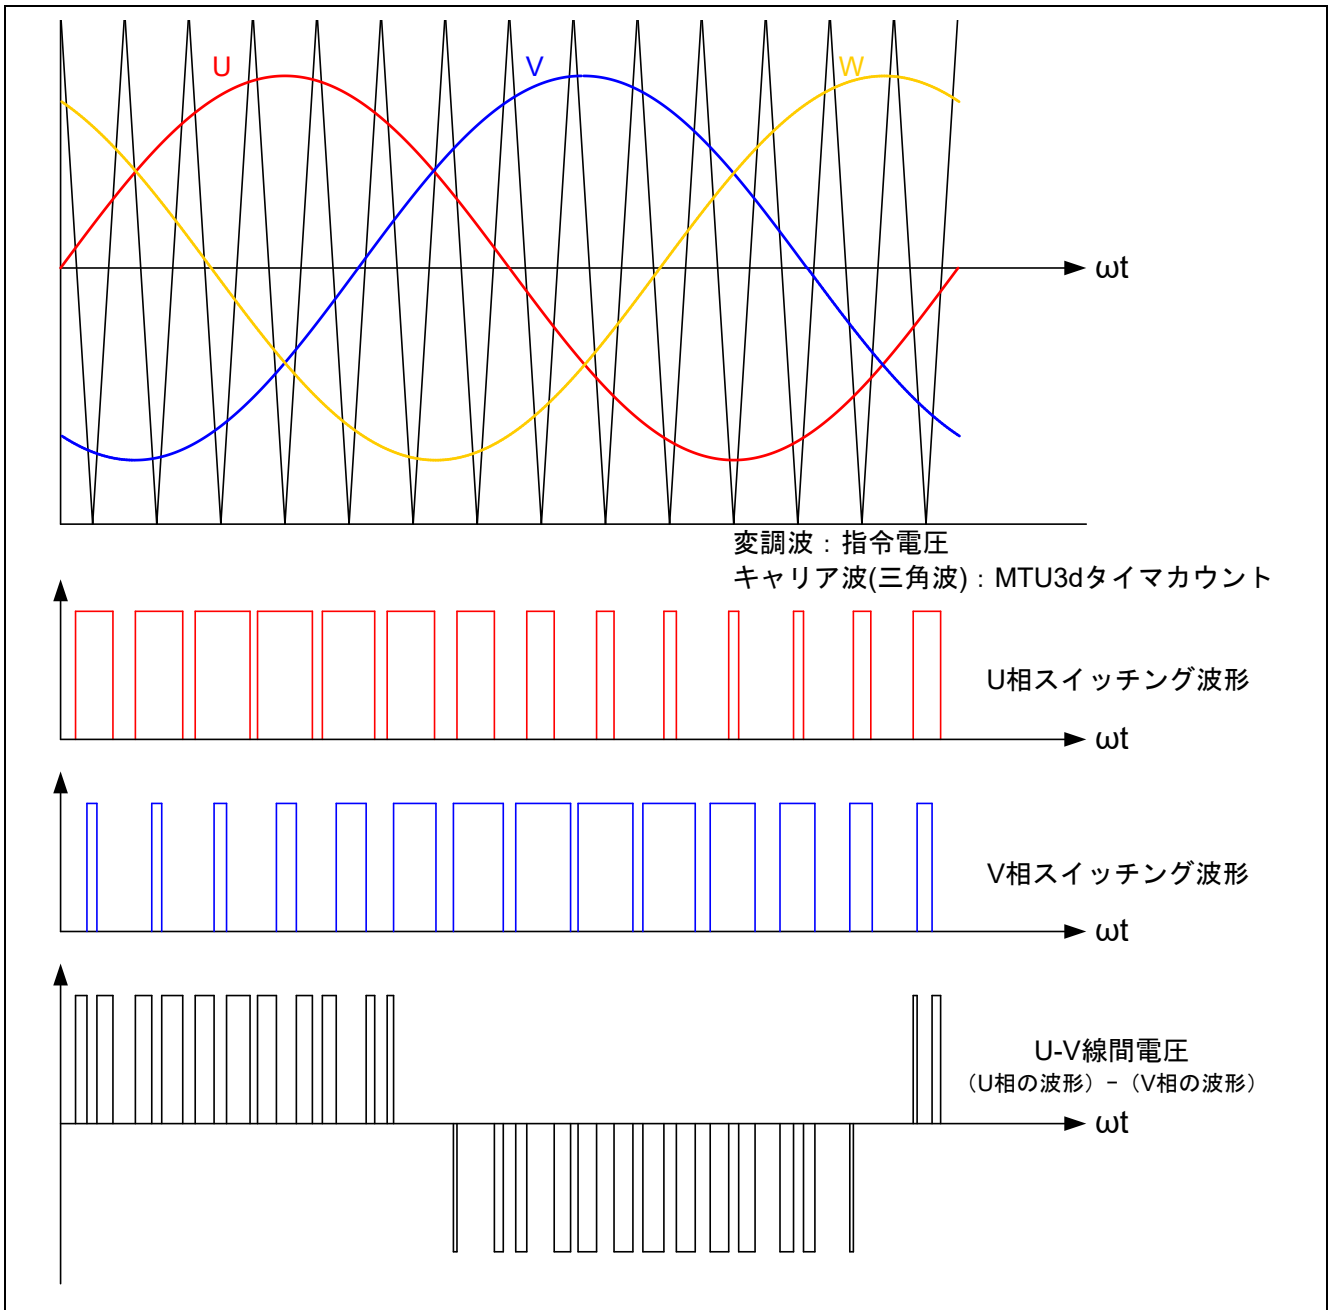 U
V
W
ωt
変調波：指令電圧
キャリア波(三角波)：MTU3dタイマカウント
U相スイッチング波形
ωt
V相スイッチング波形
ωt
U-V線間電圧
（U相の波形）-（V相の波形）
ωt